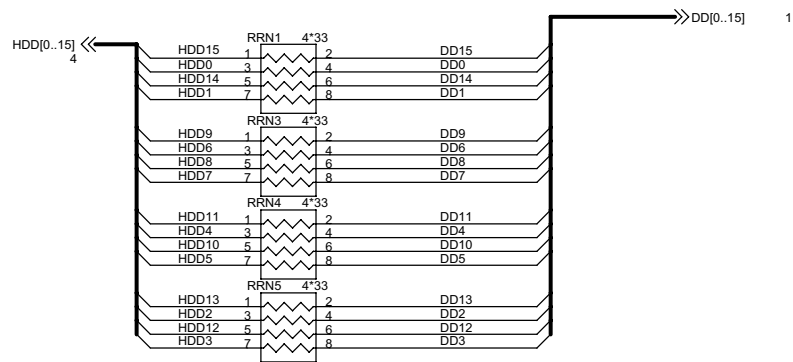 DD[0..15] 1
HDD[0..15]
4
RRN1 4*33
HDD15 1 2 DD15
HDD0 3 4 DD0
HDD14 5 6 DD14
HDD1 7 8 DD1
RRN3 4*33
HDD9 1 2 DD9
HDD6 3 4 DD6
HDD8 5 6 DD8
HDD7 7 8 DD7
RRN4 4*33
HDD11 1 2 DD11
HDD4 3 4 DD4
HDD10 5 6 DD10
HDD5 7 8 DD5
RRN5 4*33
HDD13 1 2 DD13
HDD2 3 4 DD2
HDD12 5 6 DD12
HDD3 7 8 DD3